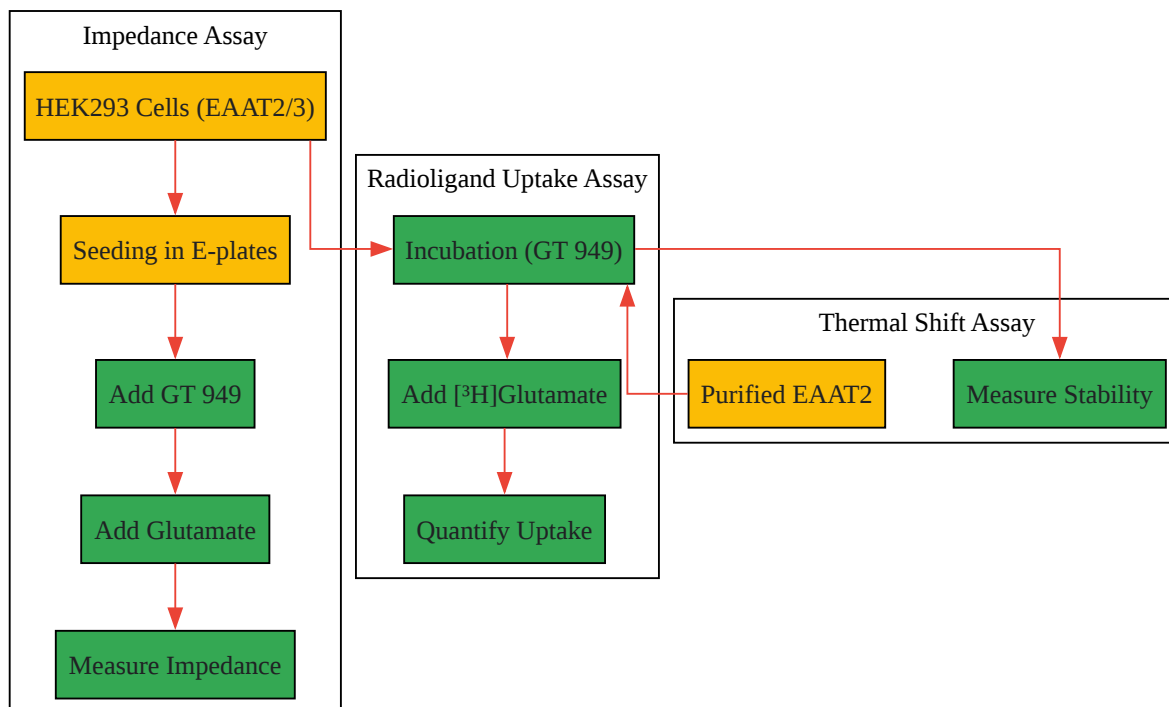 Impedance Assay
HEK293 Cells (EAAT2/3)
Seeding in E-plates
Add GT 949
Add Glutamate
Measure Impedance
Radioligand Uptake Assay
Incubation (GT 949)
Add [³H]Glutamate
Quantify Uptake
Thermal Shift Assay
Purified EAAT2
Measure Stability